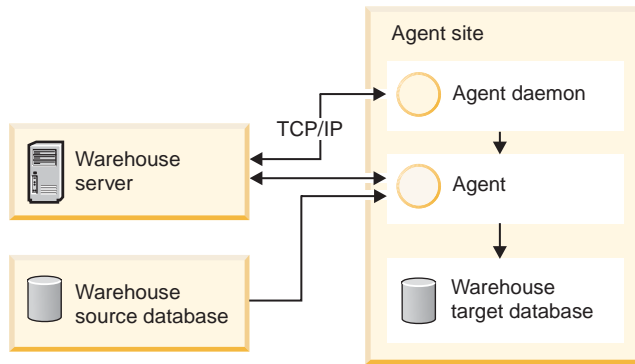 Agent site
Agent daemon
TCP/IP
Warehouse
server
Agent
Warehouse
source database
Warehouse
target database